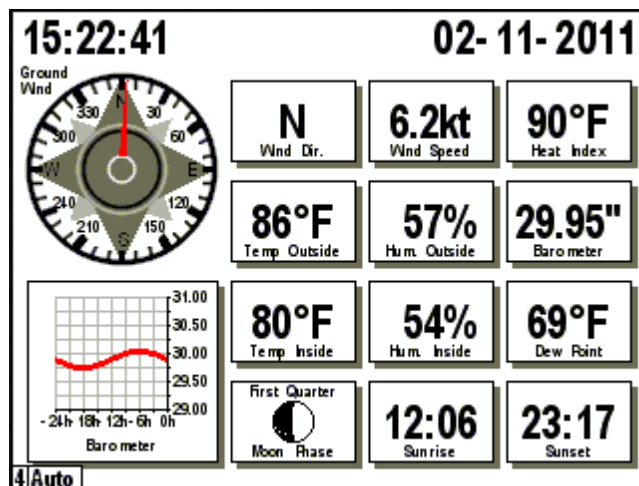 15:22:41
02-11-2011
Ground
Wind
N
30
60
E
120
150
S
210
240
W
300
330
N
Wind Dir.
6.2kt
Wind Speed
90°F
Heat Index
86°F
Temp Outside
57%
Hum. Outside
29.95"
Barometer
31.00
30.50
30.00
29.50
29.00
-24h 18h 12h -6h 0h
Barometer
80°F
Temp Inside
54%
Hum. Inside
69°F
Dew Point
First Quarter
Moon Phase
12:06
Sunrise
23:17
Sunset
4 Auto